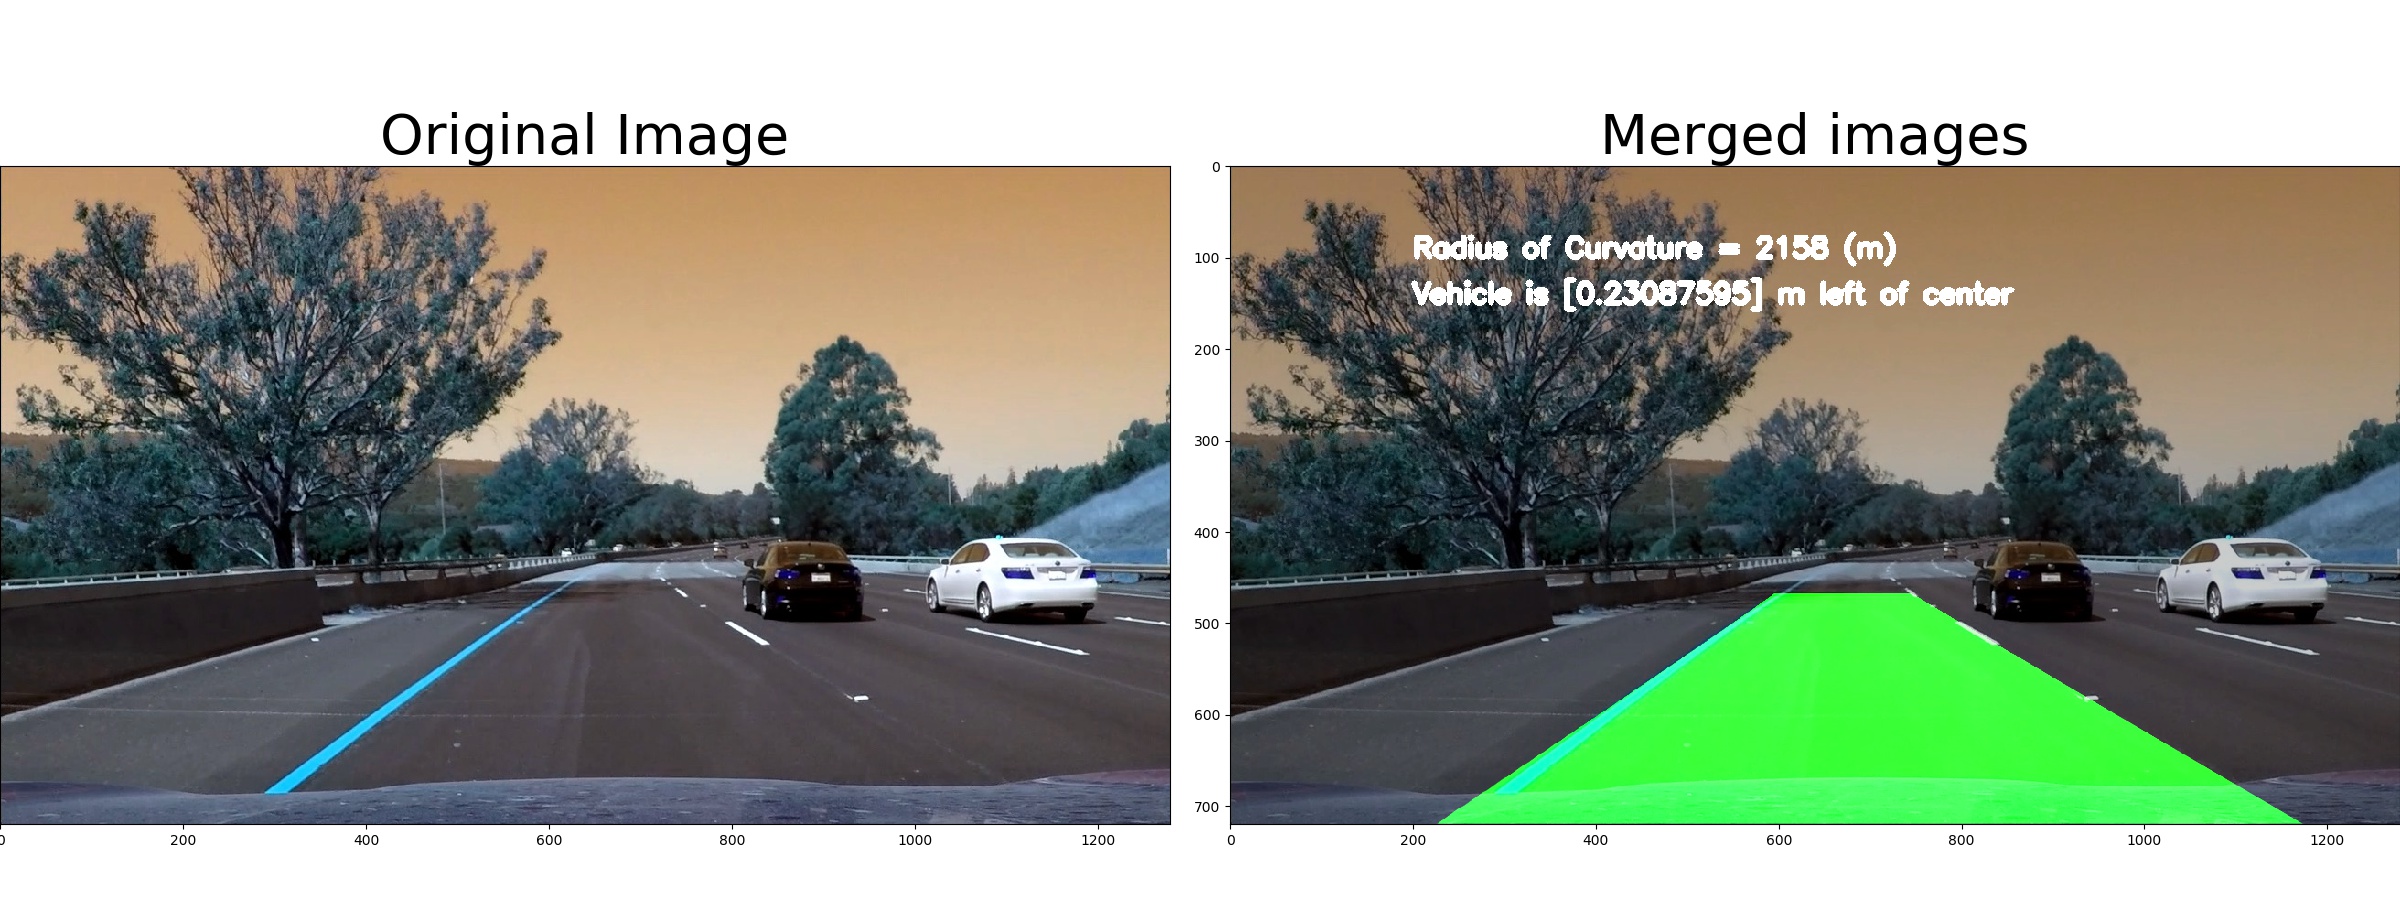 Original Image
Merged images
Radius of Curvature = 2158 (m)
Vehicle is [0.23087595] m left of center
0
100
200
300
400
500
600
700
0 200 400 600 800 1000 1200
0 200 400 600 800 1000 1200